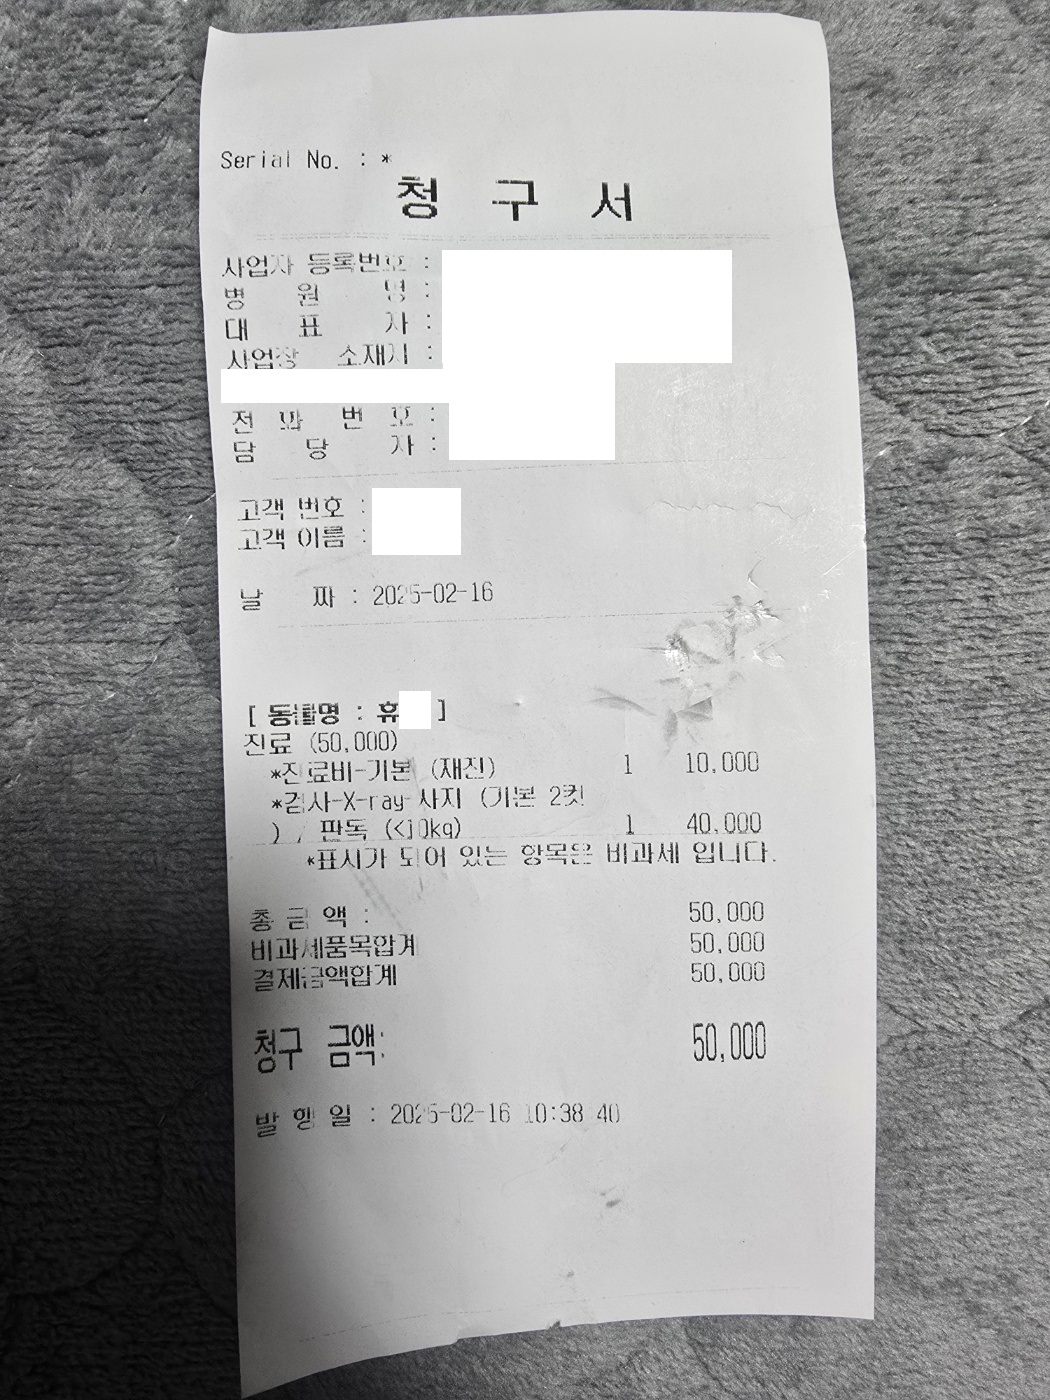 Serial No. : *
청 구 서
사업자 등록번호 :
병 원 명 :
대 표 자 :
사업장 소재지 :
전 화 번 호 :
담 당 자 :
고객 번호 :
고객 이름 :
날 짜 : 2025-02-16
[ 동물명 : 휴 ]
진료 (50,000)
*진료비-기본 (재진) 1 10,000
*검사-X-ray-사지 (기본 2컷
) / 판독 (<10kg) 1 40,000
*표시가 되어 있는 항목은 비과세 입니다.
총 금 액 : 50,000
비과세품목합계 50,000
결제금액합계 50,000
청구 금액: 50,000
발 행 일 : 2025-02-16 10:38:40